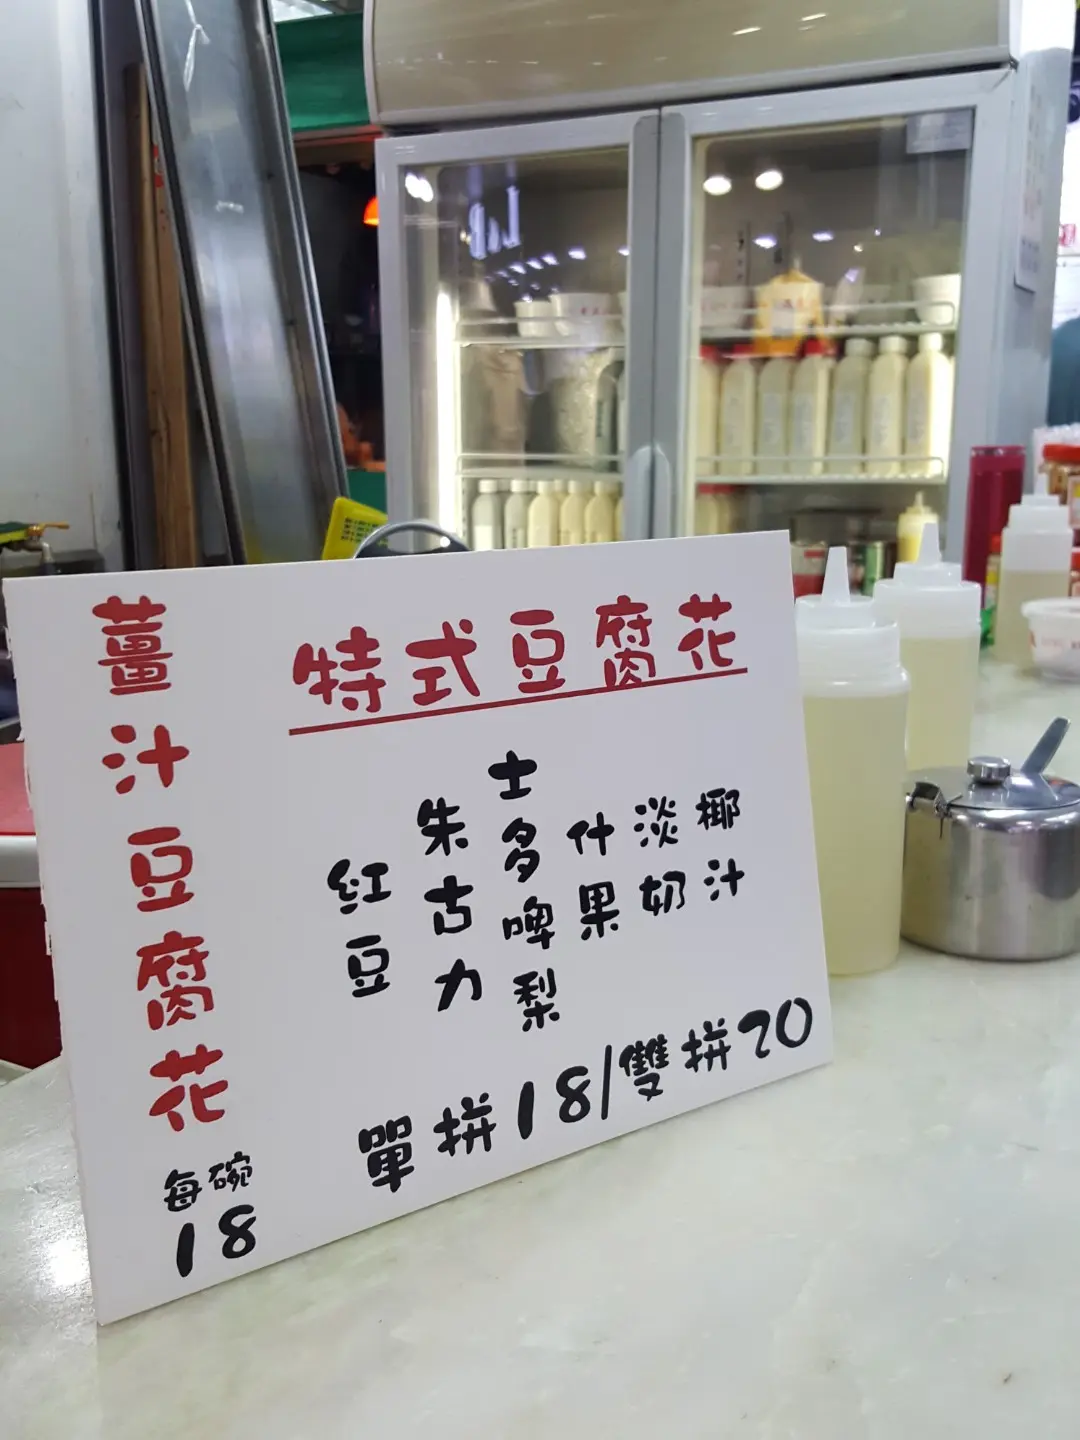 特式豆腐花
椰汁
淡奶
什果
士多啤梨
朱古力
紅豆
單拼18/雙拼20
薑汁豆腐花
每碗
18